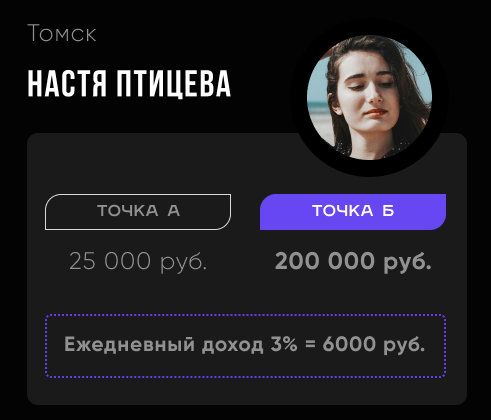 Томск
НАСТЯ ПТИЦЕВА
ТОЧКА А
ТОЧКА Б
25 000 руб.
200 000 руб.
Ежедневный доход 3% = 6000 руб.